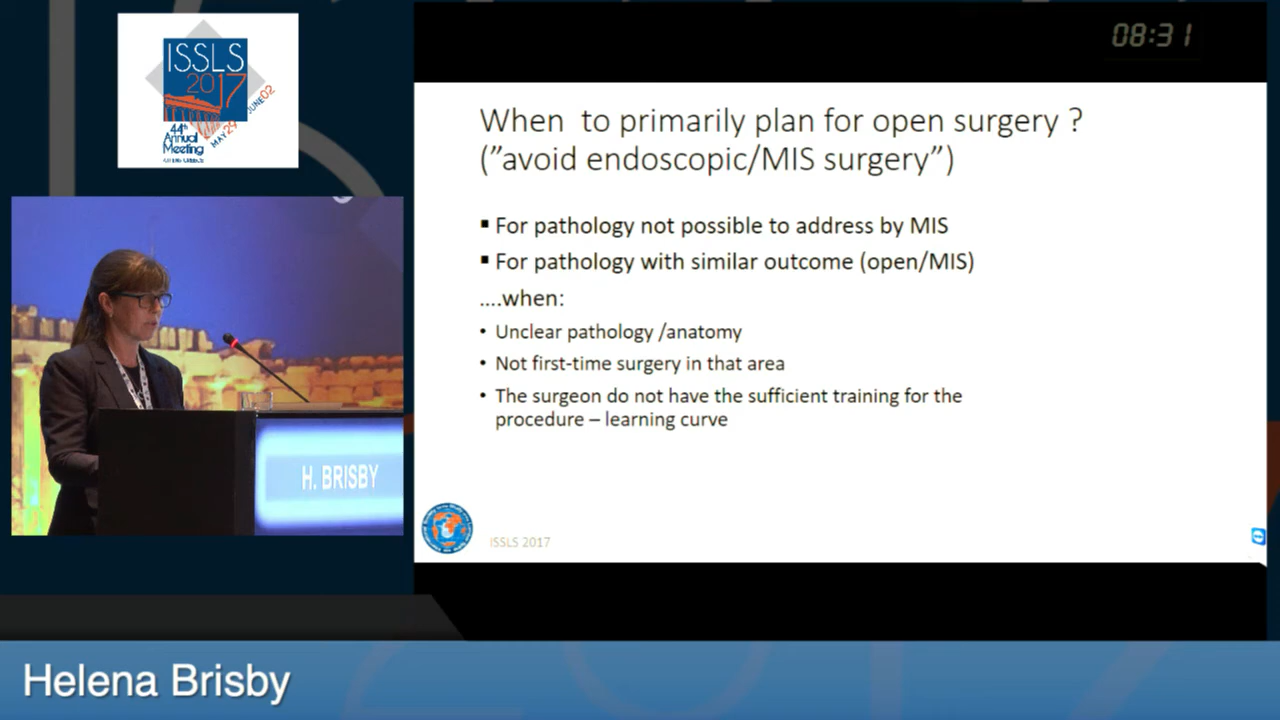 ISSLS
2017
44th
Annual
Meeting
MAY 29
JUNE 02
08:31
When to primarily plan for open surgery ?
("avoid endoscopic/MIS surgery")
▪ For pathology not possible to address by MIS
▪ For pathology with similar outcome (open/MIS)
....when:
• Unclear pathology /anatomy
• Not first-time surgery in that area
• The surgeon do not have the sufficient training for the
procedure – learning curve
ISSLS 2017
H. BRISBY
Helena Brisby